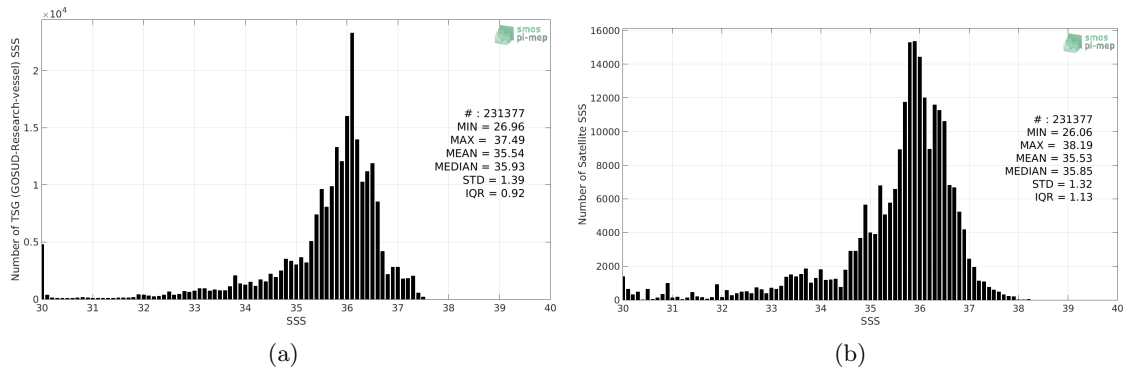 ×10⁴
smos
pi-mep
Number of TSG (GOSUD-Research-vessel) SSS
2
1.5
1
0.5
0
# : 231377
MIN = 26.96
MAX = 37.49
MEAN = 35.54
MEDIAN = 35.93
STD = 1.39
IQR = 0.92
30 31 32 33 34 35 36 37 38 39 40
SSS
(a)
smos
pi-mep
Number of Satellite SSS
16000
14000
12000
10000
8000
6000
4000
2000
0
# : 231377
MIN = 26.06
MAX = 38.19
MEAN = 35.53
MEDIAN = 35.85
STD = 1.32
IQR = 1.13
30 31 32 33 34 35 36 37 38 39 40
SSS
(b)